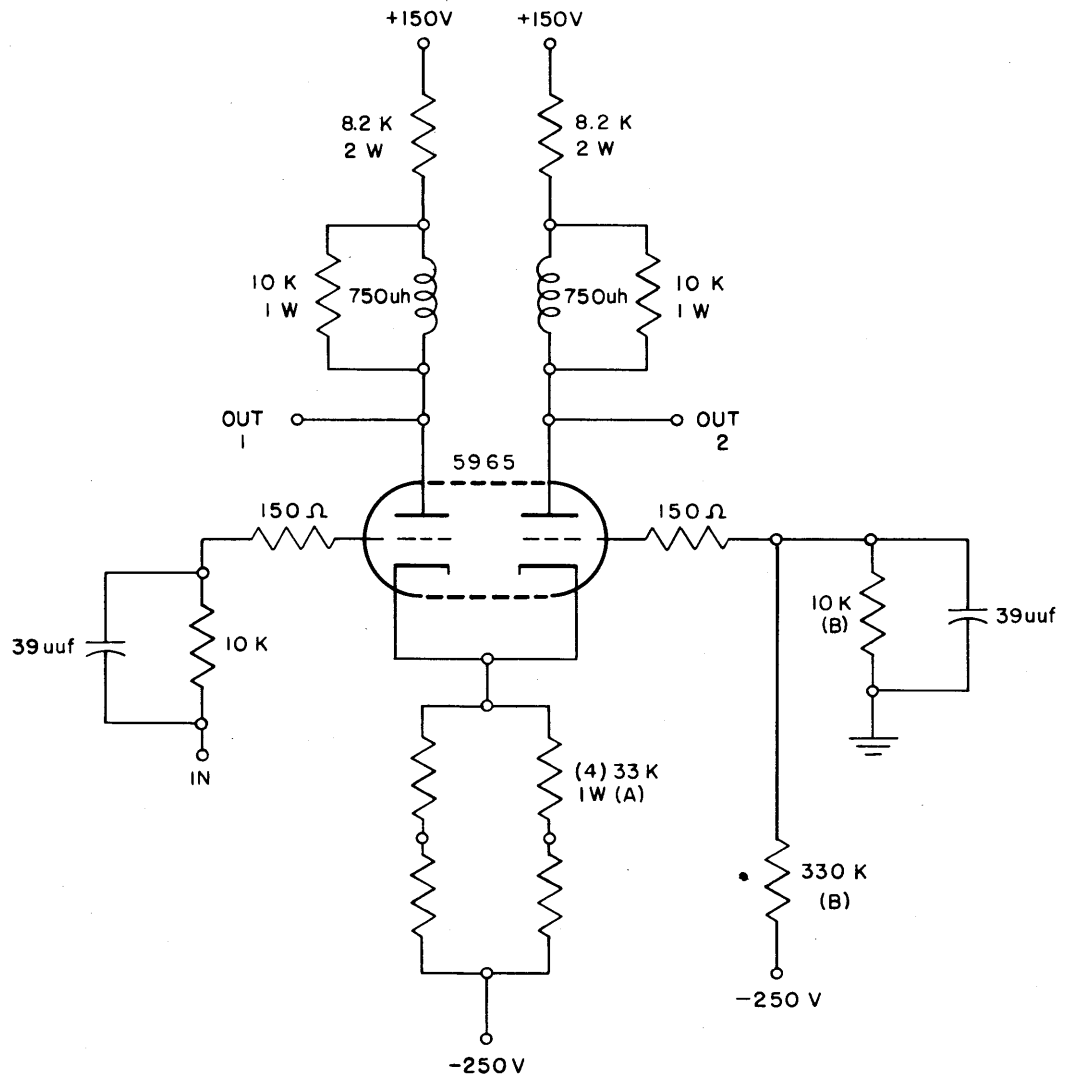 +150V
+150V
8.2 K
2 W
8.2 K
2 W
10 K
1 W
750uh
750uh
10 K
1 W
OUT
1
OUT
2
5965
150 Ω
150 Ω
39uuf
10 K
10 K
(B)
39uuf
IN
(4) 33 K
1W (A)
330 K
(B)
-250 V
-250V